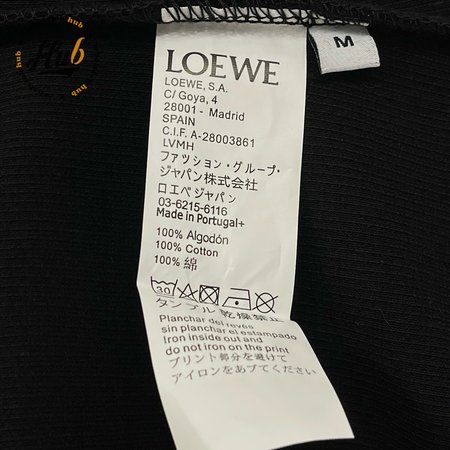 hub
Hub
hub
M
LOEWE
LOEWE, S.A.
C/ Goya, 4
28001 - Madrid
SPAIN
C.I.F. A-28003861
LVMH
ファツション・グループ・
ジャパン株式会社
ロエベジャパン
03-6215-6116
Made in Portugal+
100% Algodón
100% Cotton
100% 綿
30
タンブル 乾燥禁止
Planchar del revés
sin planchar el estampado
Iron inside out and
do not iron on the print
プリント部分を避けて
アイロンをあブてください